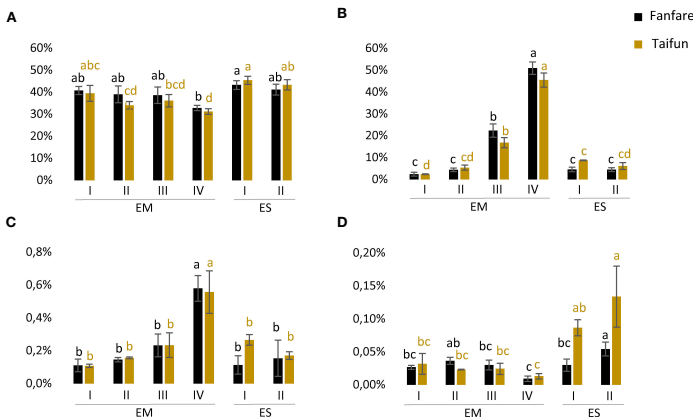 A
60%
50%
40%
30%
20%
10%
0%
ab abc ab cd ab bcd b d a a ab ab
I II III IV I II
EM ES
B
Fanfare
Taifun
60%
50%
40%
30%
20%
10%
0%
c d c cd b b a a c c c cd
I II III IV I II
EM ES
C
0,8%
0,6%
0,4%
0,2%
0,0%
b b b b b b a a b b b b
I II III IV I II
EM ES
D
0,20%
0,15%
0,10%
0,05%
0,00%
bc bc ab bc bc bc c c bc ab a a
I II III IV I II
EM ES